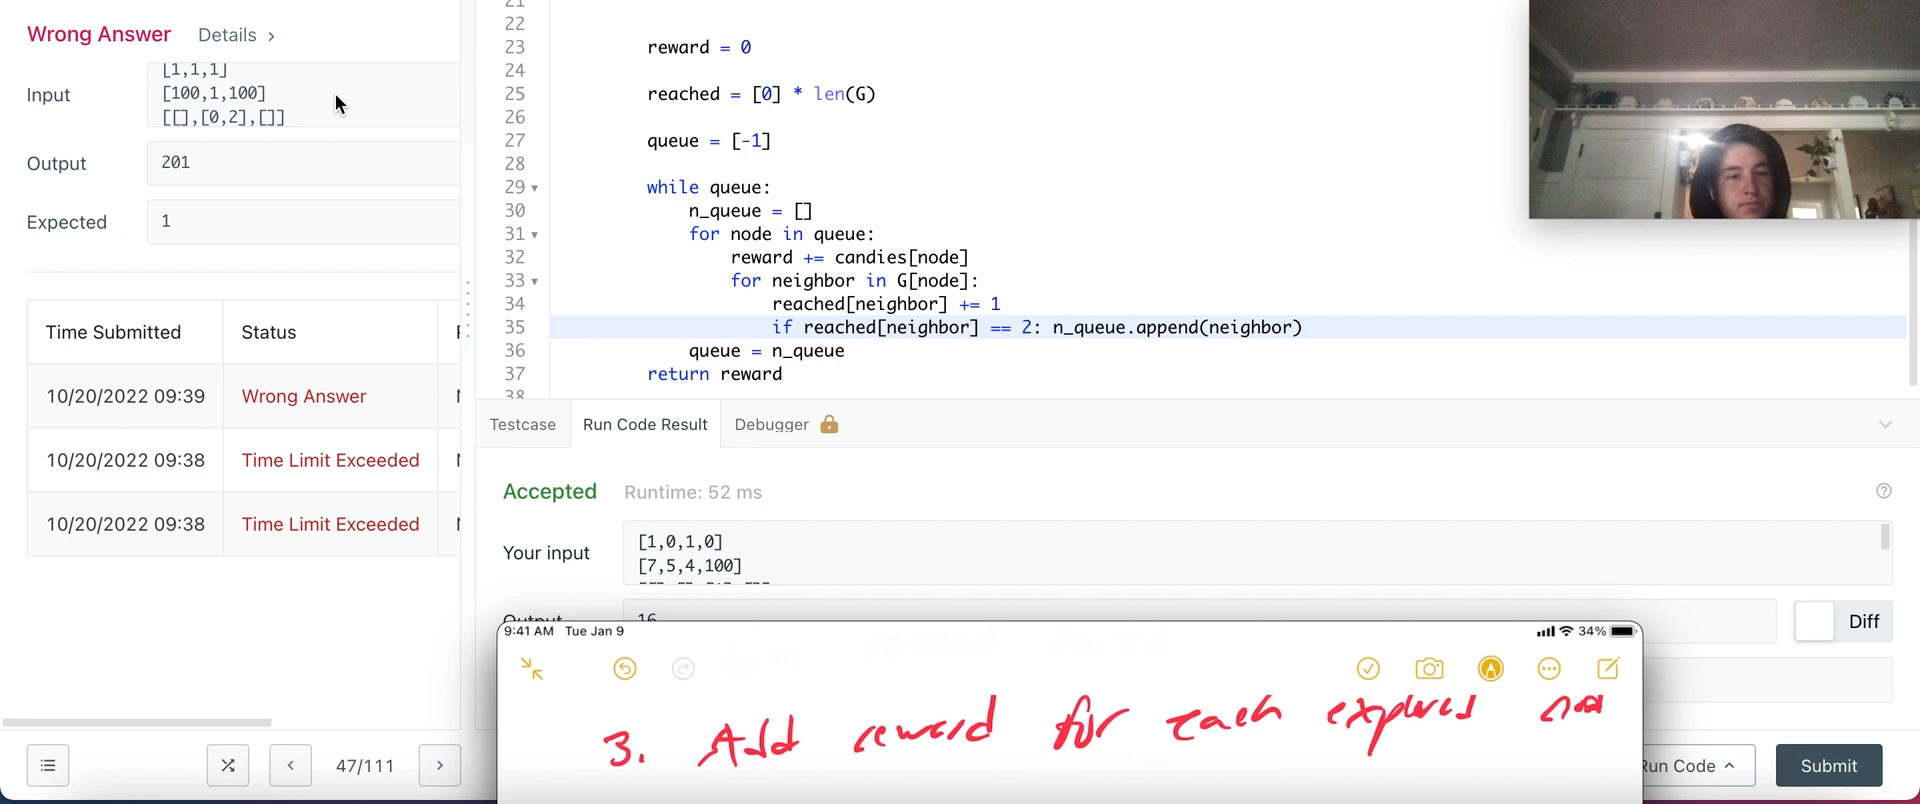 Wrong Answer Details >
Input
[1,1,1]
[100,1,100]
[[],[0,2],[]]
Output 201
Expected 1
Time Submitted Status
10/20/2022 09:39 Wrong Answer
10/20/2022 09:38 Time Limit Exceeded
10/20/2022 09:38 Time Limit Exceeded
47/111
21
22
23 reward = 0
24
25 reached = [0] * len(G)
26
27 queue = [-1]
28
29 while queue:
30 n_queue = []
31 for node in queue:
32 reward += candies[node]
33 for neighbor in G[node]:
34 reached[neighbor] += 1
35 if reached[neighbor] == 2: n_queue.append(neighbor)
36 queue = n_queue
37 return reward
38
Testcase Run Code Result Debugger
Accepted Runtime: 52 ms
Your input
[1,0,1,0]
[7,5,4,100]
Output 16
Diff
9:41 AM Tue Jan 9 34%
3. Add reward for each explored
Run Code Submit